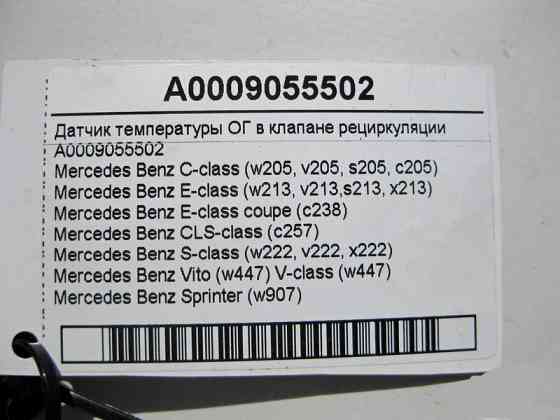 A0009055502
Датчик температуры ОГ в клапане рециркуляции
A0009055502
Mercedes Benz C-class (w205, v205, s205, c205)
Mercedes Benz E-class (w213, v213,s213, x213)
Mercedes Benz E-class coupe (c238)
Mercedes Benz CLS-class (c257)
Mercedes Benz S-class (w222, v222, x222)
Mercedes Benz Vito (w447) V-class (w447)
Mercedes Benz Sprinter (w907)